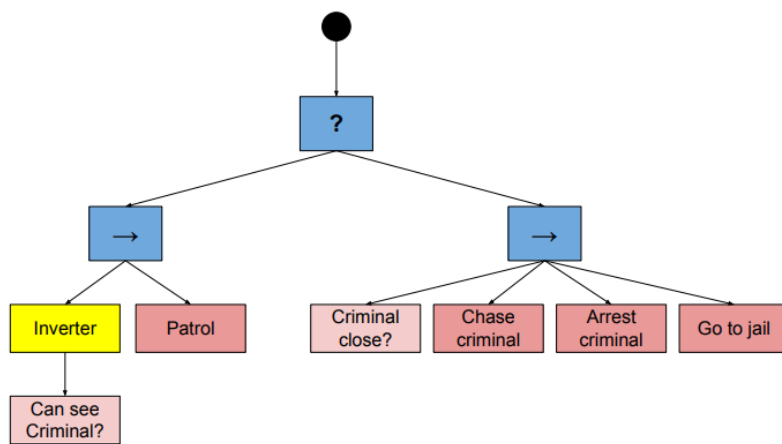 ?
→
→
Inverter
Patrol
Criminal
close?
Chase
criminal
Arrest
criminal
Go to jail
Can see
Criminal?